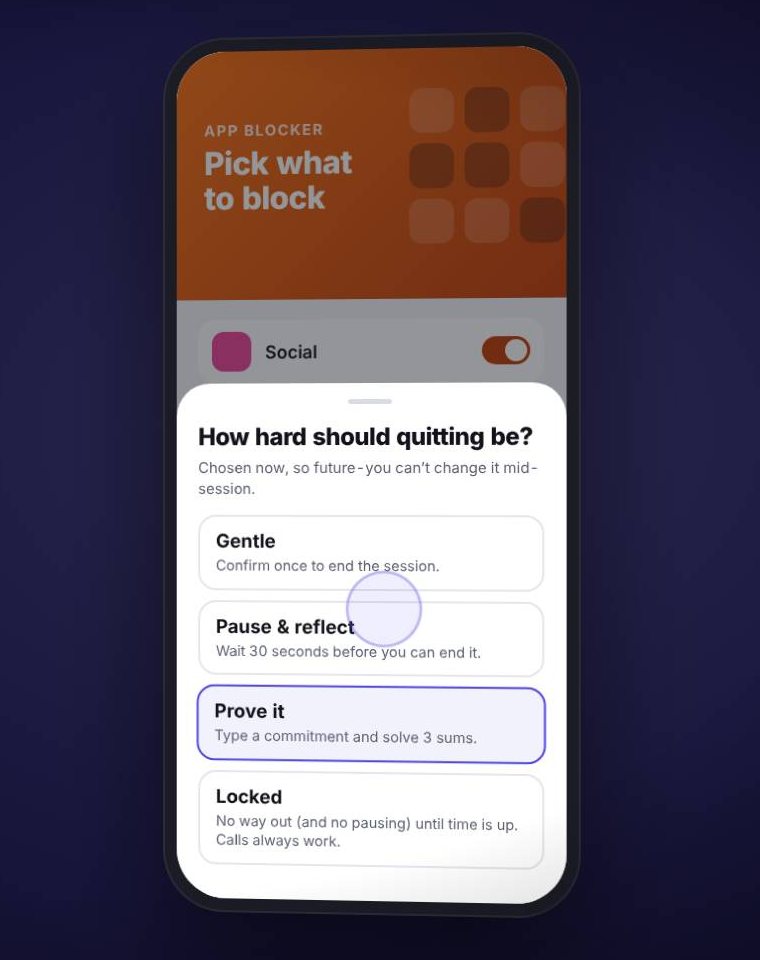 APP BLOCKER
Pick what
to block
Social
How hard should quitting be?
Chosen now, so future-you can’t change it mid-
session.
Gentle
Confirm once to end the session.
Pause & reflect
Wait 30 seconds before you can end it.
Prove it
Type a commitment and solve 3 sums.
Locked
No way out (and no pausing) until time is up.
Calls always work.